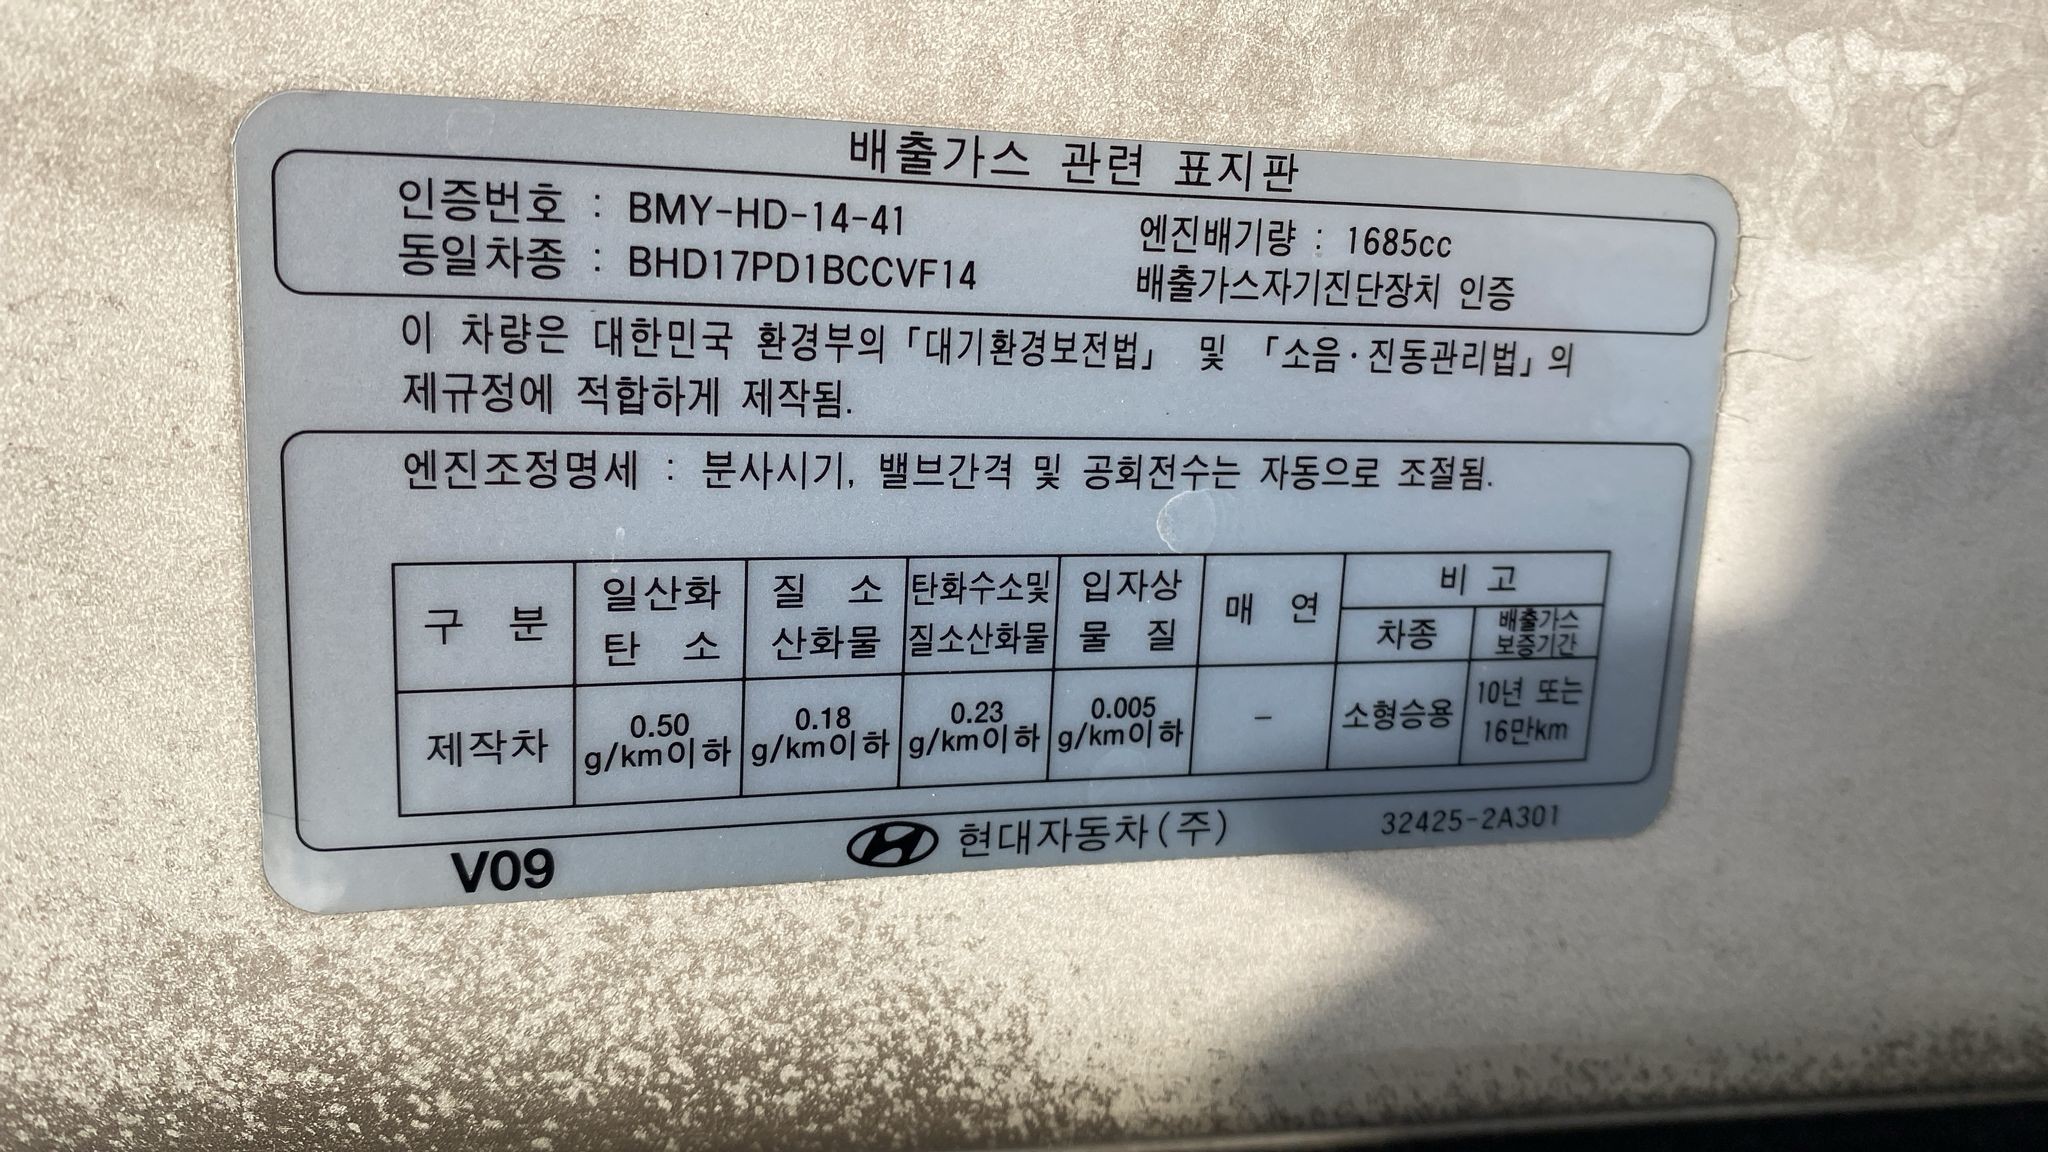 배출가스 관련 표지판
인증번호 : BMY-HD-14-41
엔진배기량 : 1685cc
동일차종 : BHD17PD1BCCVF14
배출가스자기진단장치 인증
이 차량은 대한민국 환경부의 「대기환경보전법」 및 「소음·진동관리법」의
제규정에 적합하게 제작됨.
엔진조정명세 : 분사시기, 밸브간격 및 공회전수는 자동으로 조절됨.
구 분
일산화
탄 소
질 소
산화물
탄화수소및
질소산화물
입자상
물 질
매 연
비 고
차종
배출가스
보증기간
제작차
0.50
g/km이하
0.18
g/km이하
0.23
g/km이하
0.005
g/km이하
–
소형승용
10년 또는
16만km
V09
현대자동차(주)
32425-2A301